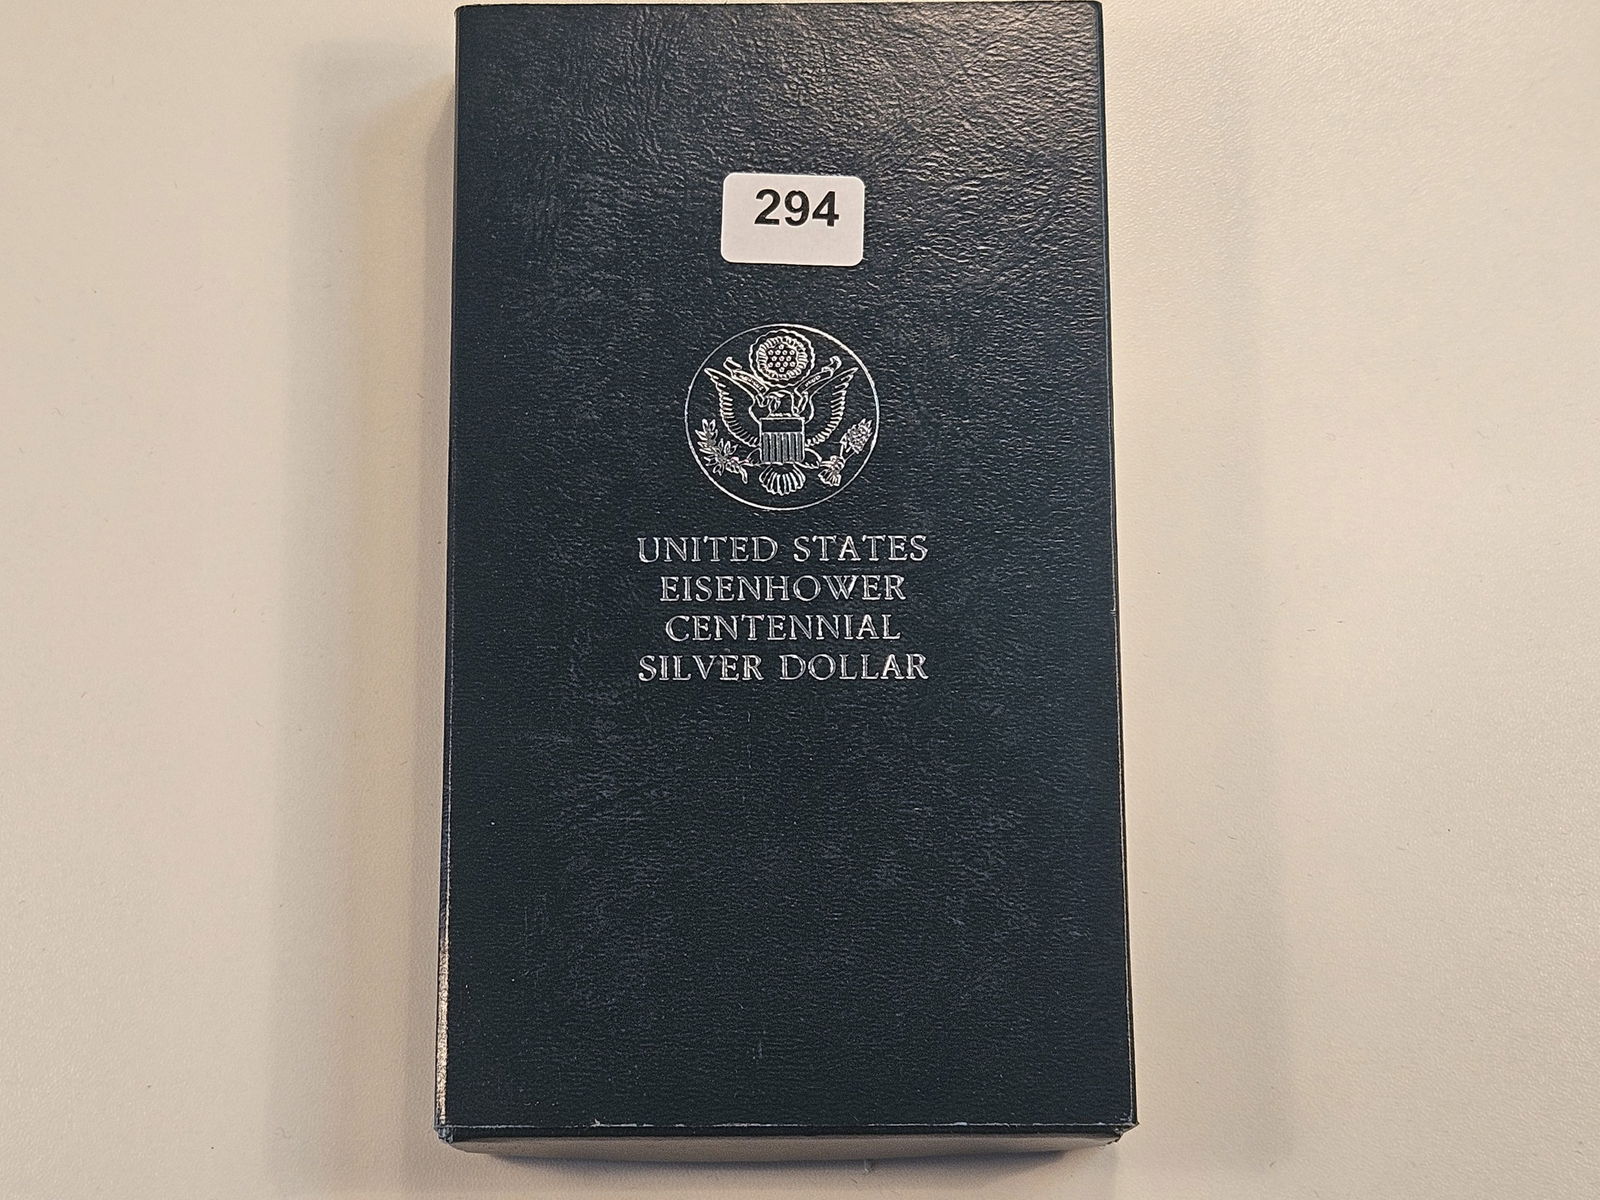 294
UNITED STATES
EISENHOWER
CENTENNIAL
SILVER DOLLAR